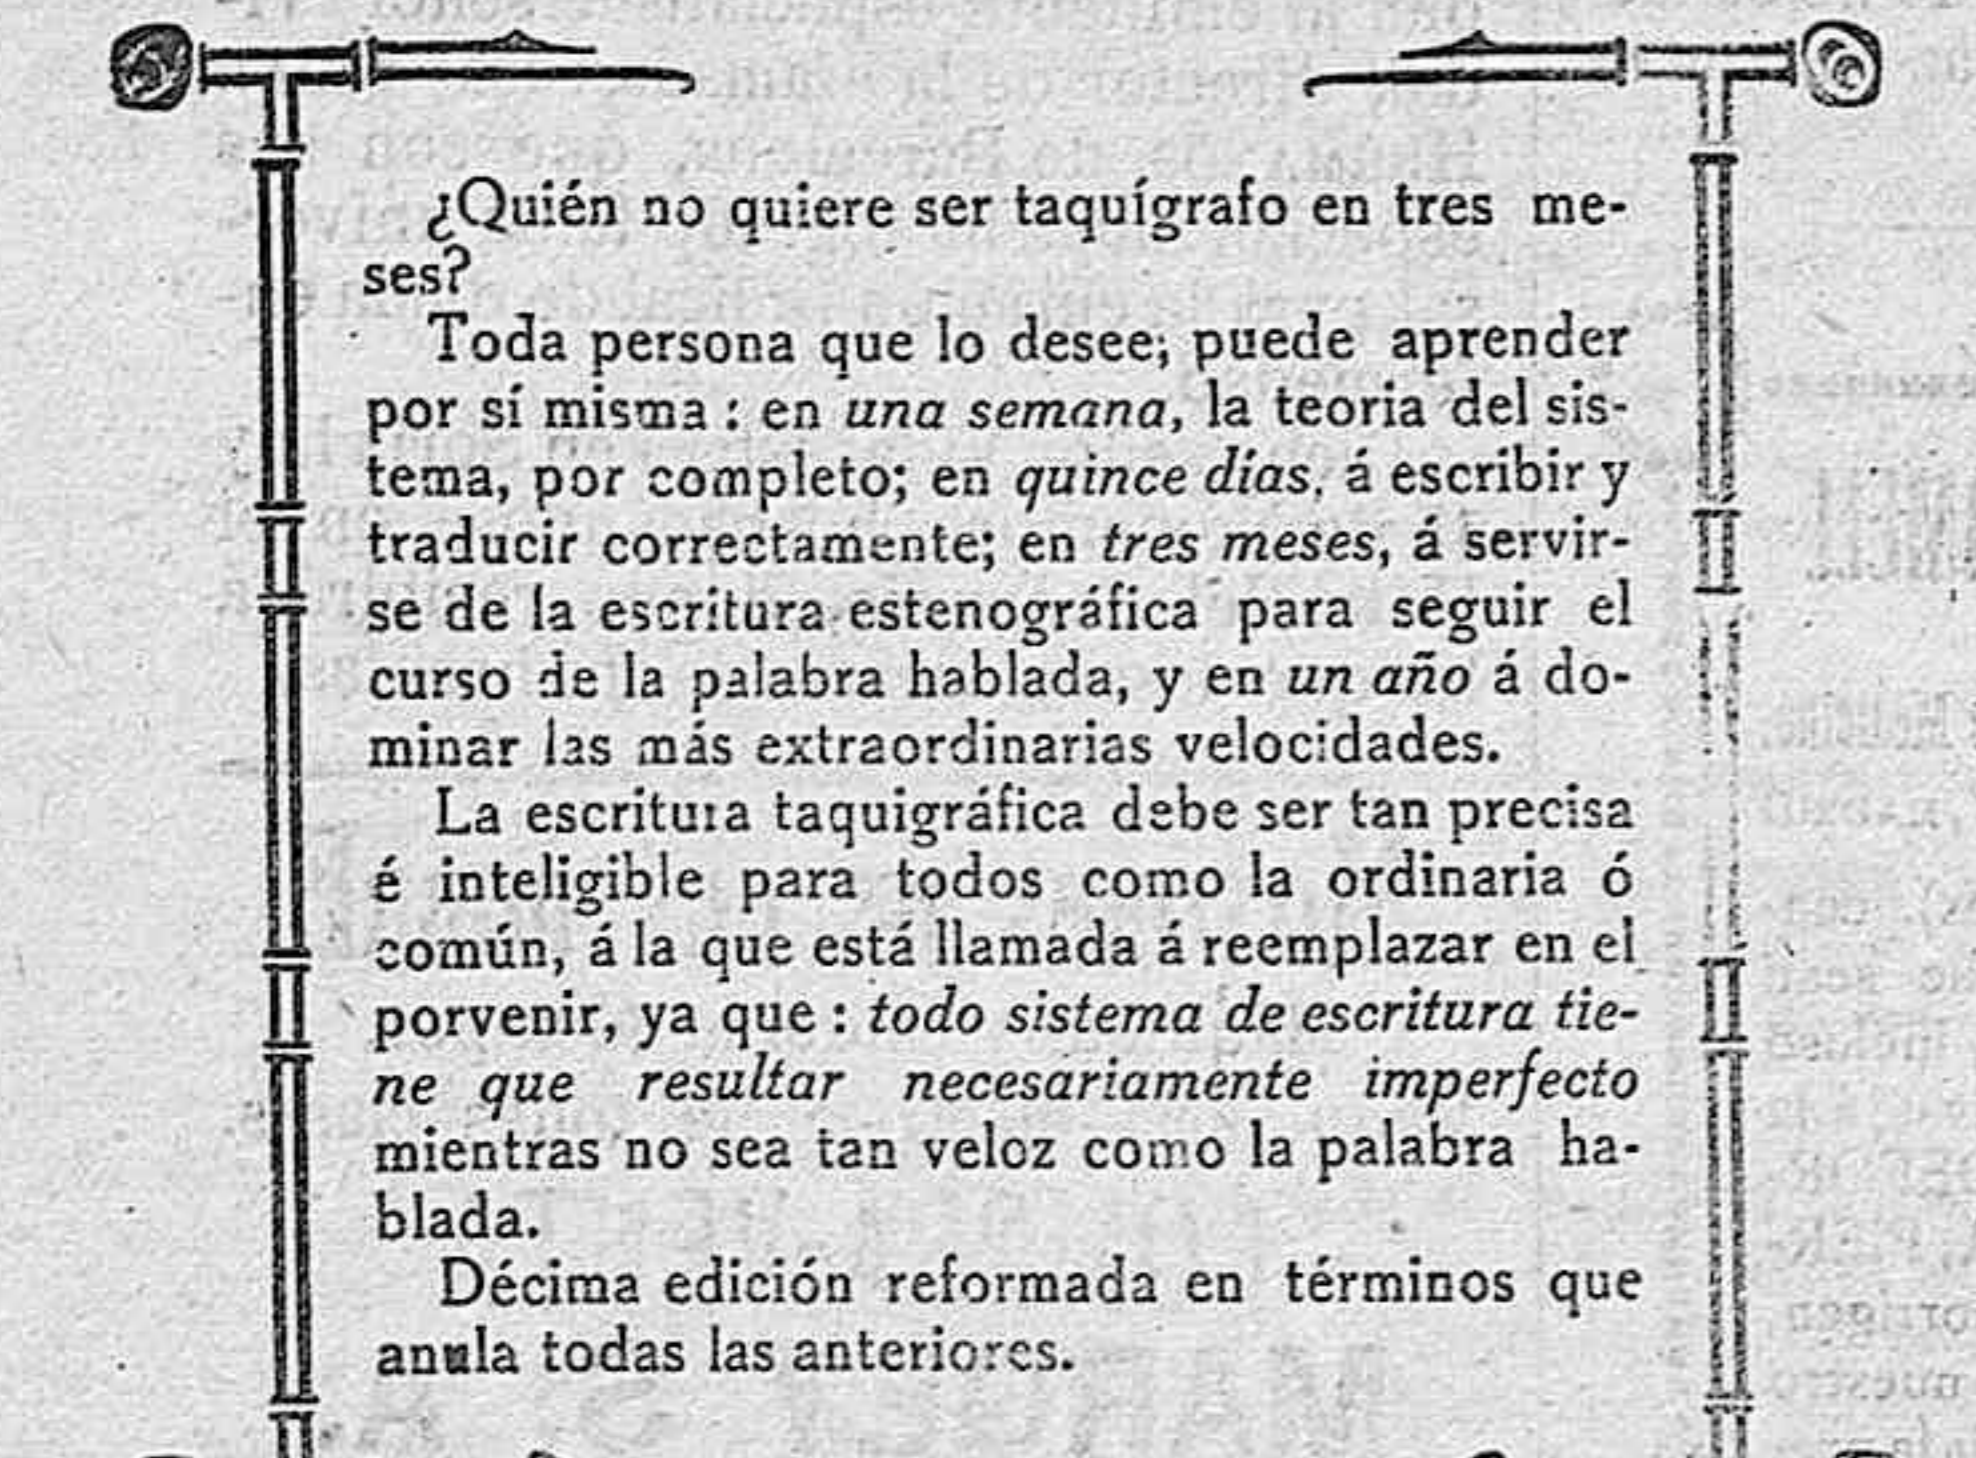 ¿Quién no quiere ser taquígrafo en tres me-
ses?
Toda persona que lo desee; puede aprender
por sí misma : en una semana, la teoria del sis-
tema, por completo; en quince días, á escribir y
traducir correctamente; en tres meses, á servir-
se de la escritura estenográfica para seguir el
curso de la palabra hablada, y en un año á do-
minar las más extraordinarias velocidades.
La escritura taquigráfica debe ser tan precisa
é inteligible para todos como la ordinaria ó
común, á la que está llamada á reemplazar en el
porvenir, ya que : todo sistema de escritura tie-
ne que resultar necesariamente imperfecto
mientras no sea tan veloz como la palabra ha-
blada.
Décima edición reformada en términos que
anula todas las anteriores.